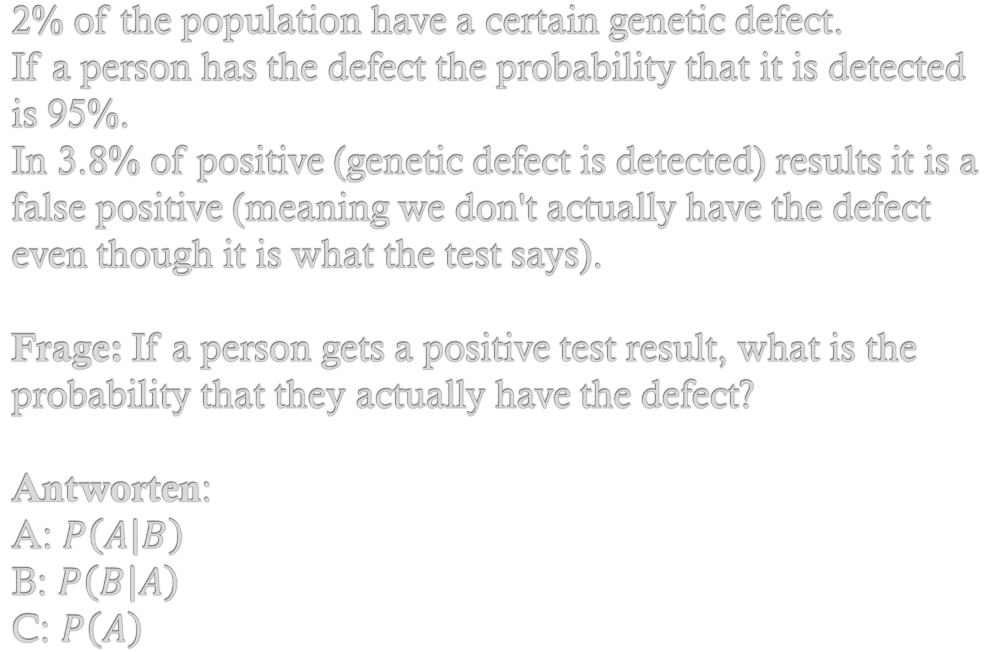 2% of the population have a certain genetic defect.
If a person has the defect the probability that it is detected
is 95%.
In 3.8% of positive (genetic defect is detected) results it is a
false positive (meaning we don't actually have the defect
even though it is what the test says).
Frage: If a person gets a positive test result, what is the
probability that they actually have the defect?
Antworten:
A: P(A|B)
B: P(B|A)
C: P(A)